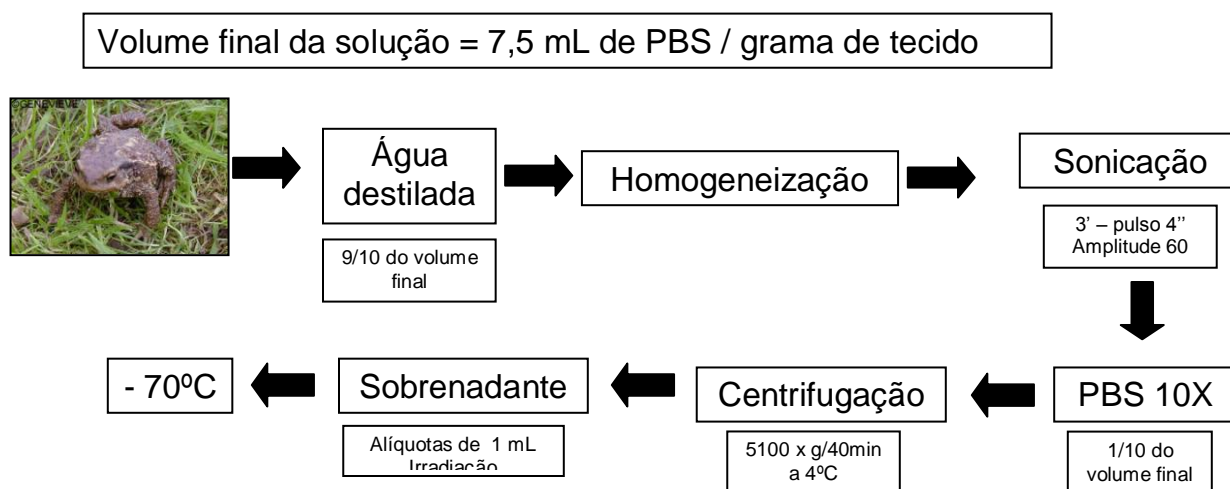 Volume final da solução = 7,5 mL de PBS / grama de tecido
©GENEVIEVE
Água
destilada
9/10 do volume
final
Homogeneização
Sonicação
3’ – pulso 4’’
Amplitude 60
PBS 10X
1/10 do
volume final
Centrifugação
5100 x g/40min
a 4ºC
Sobrenadante
Alíquotas de 1 mL
Irradiação
- 70ºC